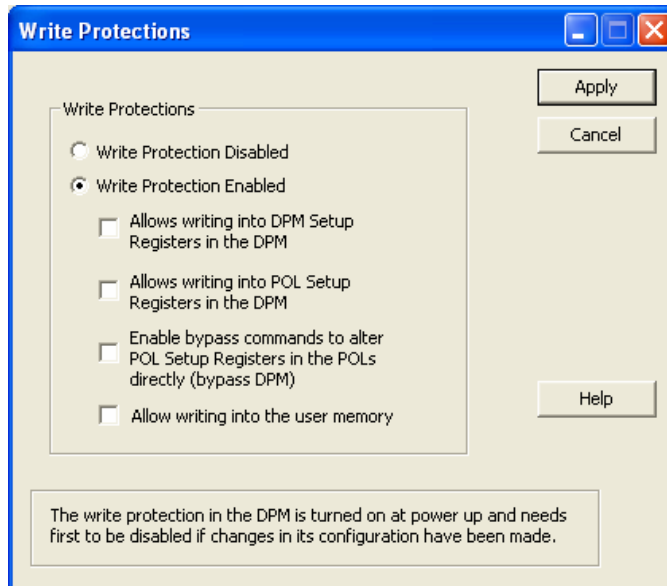 Write Protections
Apply
Write Protections
Cancel
Write Protection Disabled
Write Protection Enabled
Allows writing into DPM Setup
Registers in the DPM
Allows writing into POL Setup
Registers in the DPM
Enable bypass commands to alter
POL Setup Registers in the POLs
directly (bypass DPM)
Help
Allow writing into the user memory
The write protection in the DPM is turned on at power up and needs
first to be disabled if changes in its configuration have been made.